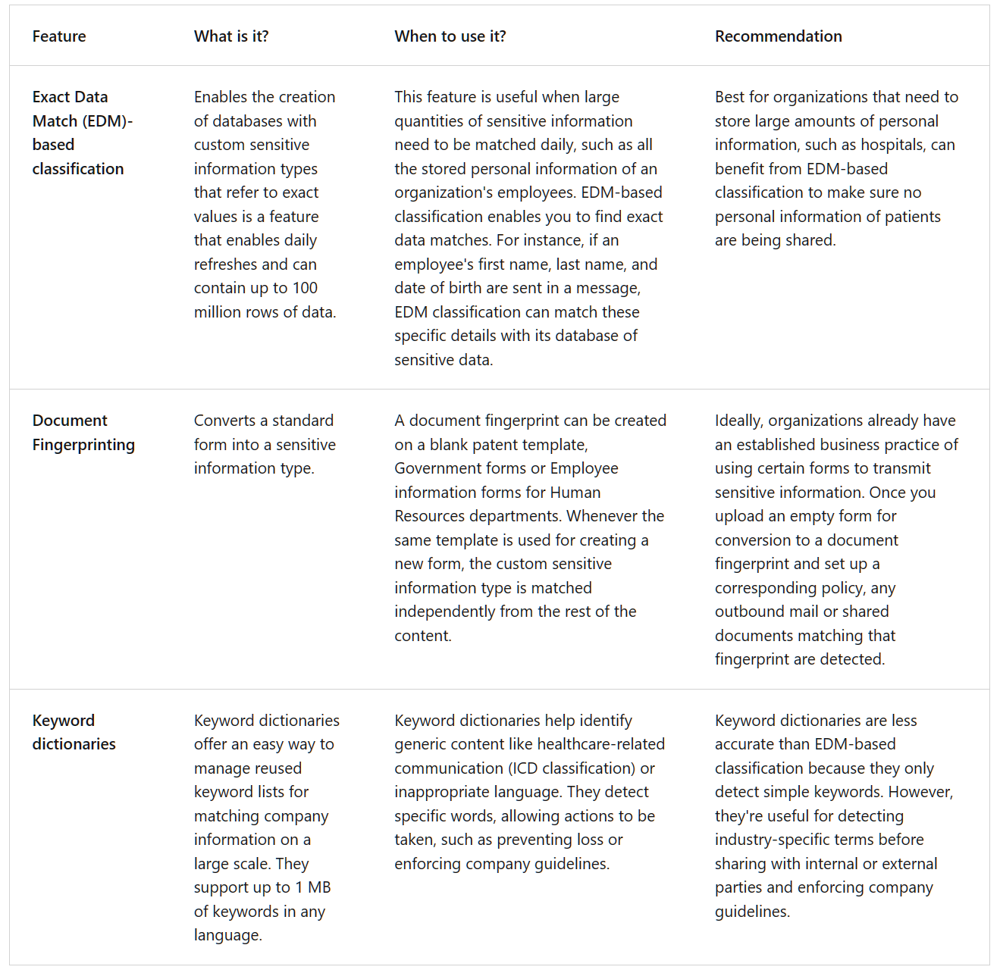 Feature
What is it?
When to use it?
Recommendation
Exact Data
Match (EDM)-
based
classification
Enables the creation
of databases with
custom sensitive
information types
that refer to exact
values is a feature
that enables daily
refreshes and can
contain up to 100
million rows of data.
This feature is useful when large
quantities of sensitive information
need to be matched daily, such as all
the stored personal information of an
organization's employees. EDM-based
classification enables you to find exact
data matches. For instance, if an
employee's first name, last name, and
date of birth are sent in a message,
EDM classification can match these
specific details with its database of
sensitive data.
Best for organizations that need to
store large amounts of personal
information, such as hospitals, can
benefit from EDM-based
classification to make sure no
personal information of patients
are being shared.
Document
Fingerprinting
Converts a standard
form into a sensitive
information type.
A document fingerprint can be created
on a blank patent template,
Government forms or Employee
information forms for Human
Resources departments. Whenever the
same template is used for creating a
new form, the custom sensitive
information type is matched
independently from the rest of the
content.
Ideally, organizations already have
an established business practice of
using certain forms to transmit
sensitive information. Once you
upload an empty form for
conversion to a document
fingerprint and set up a
corresponding policy, any
outbound mail or shared
documents matching that
fingerprint are detected.
Keyword
dictionaries
Keyword dictionaries
offer an easy way to
manage reused
keyword lists for
matching company
information on a
large scale. They
support up to 1 MB
of keywords in any
language.
Keyword dictionaries help identify
generic content like healthcare-related
communication (ICD classification) or
inappropriate language. They detect
specific words, allowing actions to be
taken, such as preventing loss or
enforcing company guidelines.
Keyword dictionaries are less
accurate than EDM-based
classification because they only
detect simple keywords. However,
they're useful for detecting
industry-specific terms before
sharing with internal or external
parties and enforcing company
guidelines.